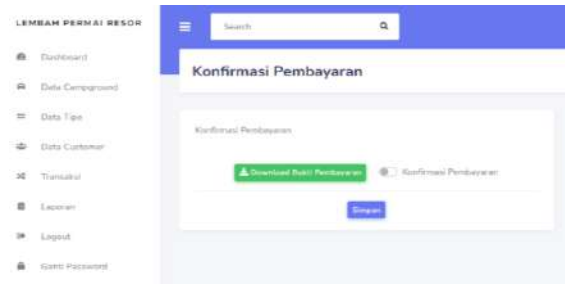 LEMBAH PERMAI RESOR
Search
Dashboard
Konfirmasi Pembayaran
Data Campground
Data Tipe
Konfirmasi Pembayaran
Data Customer
Transaksi
Download Bukti Pembayaran
Konfirmasi Pembayaran
Laporan
Simpan
Logout
Ganti Password